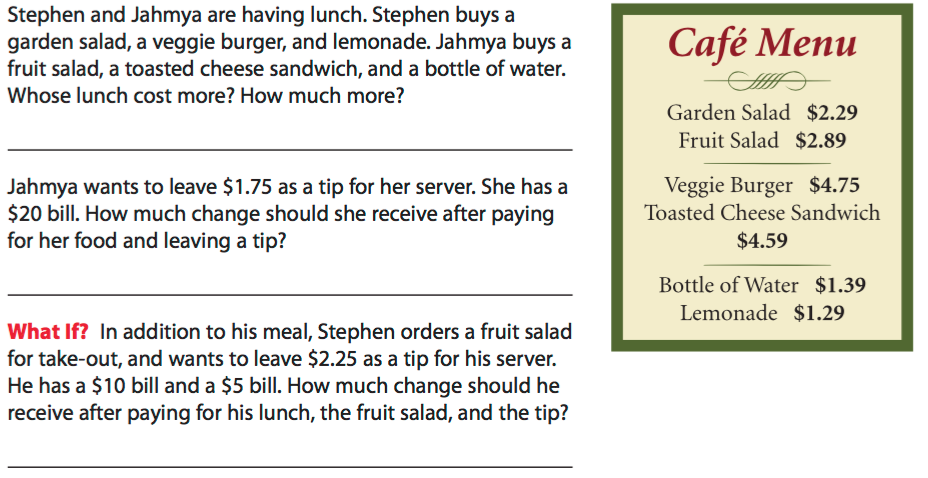 Stephen and Jahmya are having lunch. Stephen buys a
garden salad, a veggie burger, and lemonade. Jahmya buys a
fruit salad, a toasted cheese sandwich, and a bottle of water.
Whose lunch cost more? How much more?
Jahmya wants to leave $1.75 as a tip for her server. She has a
$20 bill. How much change should she receive after paying
for her food and leaving a tip?
What If? In addition to his meal, Stephen orders a fruit salad
for take-out, and wants to leave $2.25 as a tip for his server.
He has a $10 bill and a $5 bill. How much change should he
receive after paying for his lunch, the fruit salad, and the tip?
Café Menu
Garden Salad $2.29
Fruit Salad $2.89
Veggie Burger $4.75
Toasted Cheese Sandwich
$4.59
Bottle of Water $1.39
Lemonade $1.29